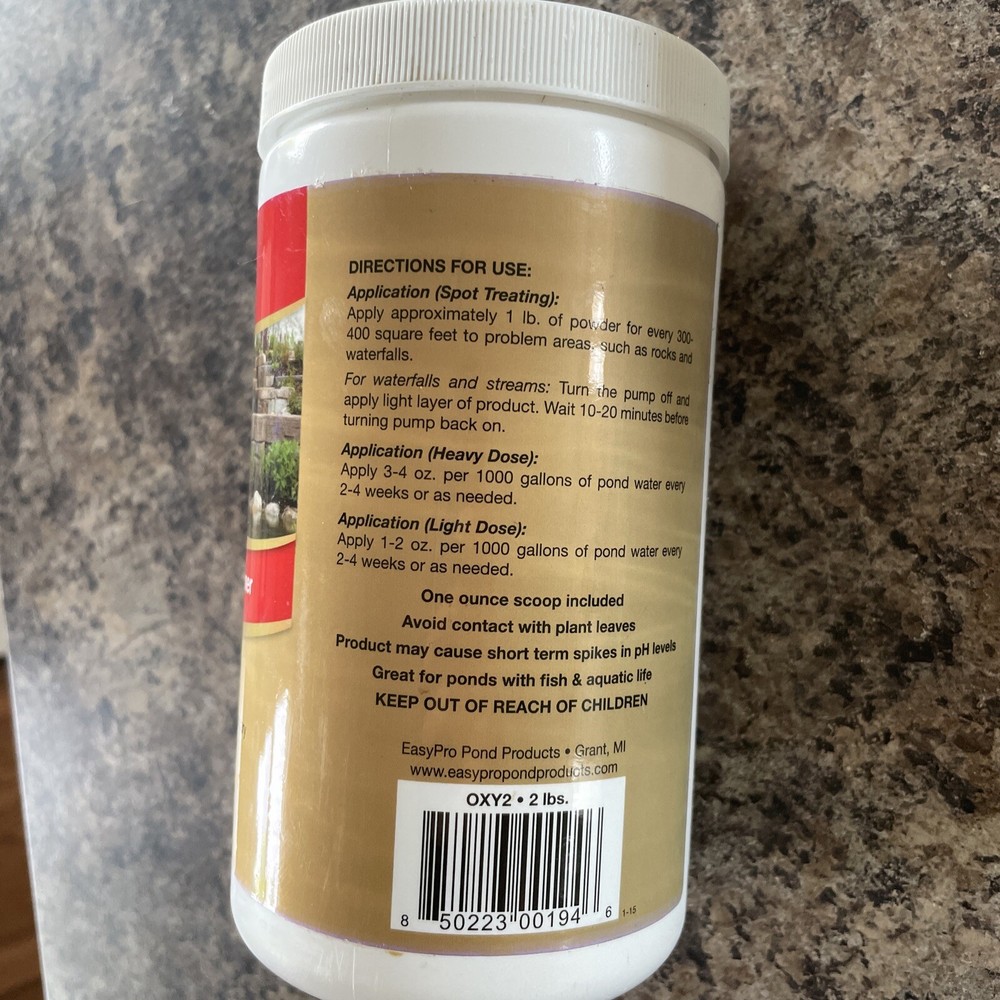 DIRECTIONS FOR USE:
Application (Spot Treating):
Apply approximately 1 lb. of powder for every 300-
400 square feet to problem areas, such as rocks and
waterfalls.
For waterfalls and streams: Turn the pump off and
apply light layer of product. Wait 10-20 minutes before
turning pump back on.
Application (Heavy Dose):
Apply 3-4 oz. per 1000 gallons of pond water every
2-4 weeks or as needed.
Application (Light Dose):
Apply 1-2 oz. per 1000 gallons of pond water every
2-4 weeks or as needed.
One ounce scoop included
Avoid contact with plant leaves
Product may cause short term spikes in pH levels
Great for ponds with fish & aquatic life
KEEP OUT OF REACH OF CHILDREN
EasyPro Pond Products • Grant, MI
www.easypropondproducts.com
OXY2 • 2 lbs.
8 50223 00194 6 1-15